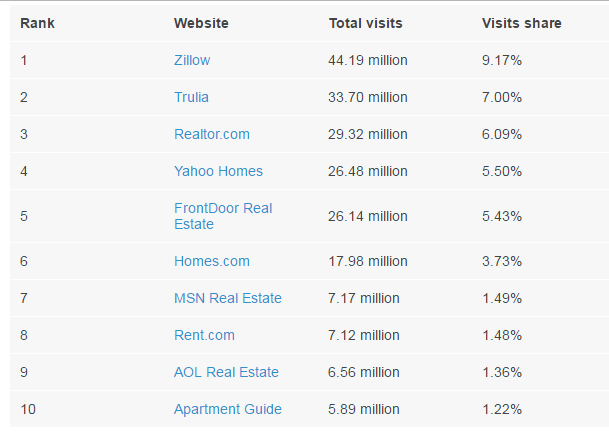 Rank Website Total visits Visits share
1 Zillow 44.19 million 9.17%
2 Trulia 33.70 million 7.00%
3 Realtor.com 29.32 million 6.09%
4 Yahoo Homes 26.48 million 5.50%
5 FrontDoor Real Estate 26.14 million 5.43%
6 Homes.com 17.98 million 3.73%
7 MSN Real Estate 7.17 million 1.49%
8 Rent.com 7.12 million 1.48%
9 AOL Real Estate 6.56 million 1.36%
10 Apartment Guide 5.89 million 1.22%